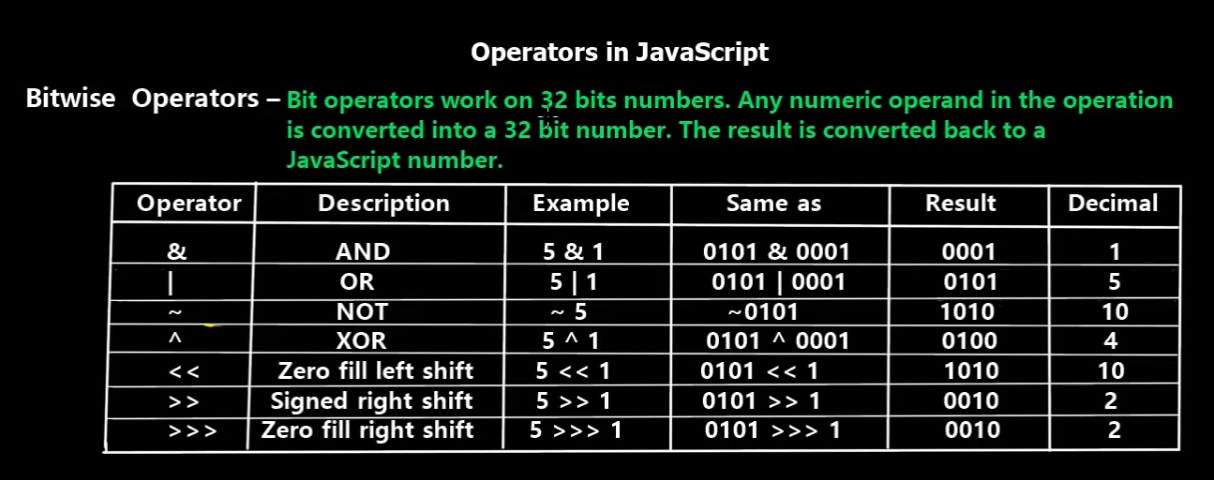 Operators in JavaScript
Bitwise Operators – Bit operators work on 32 bits numbers. Any numeric operand in the operation
is converted into a 32 bit number. The result is converted back to a
JavaScript number.
Operator Description Example Same as Result Decimal
& AND 5 & 1 0101 & 0001 0001 1
| OR 5 | 1 0101 | 0001 0101 5
~ NOT ~ 5 ~0101 1010 10
^ XOR 5 ^ 1 0101 ^ 0001 0100 4
<< Zero fill left shift 5 << 1 0101 << 1 1010 10
>> Signed right shift 5 >> 1 0101 >> 1 0010 2
>>> Zero fill right shift 5 >>> 1 0101 >>> 1 0010 2